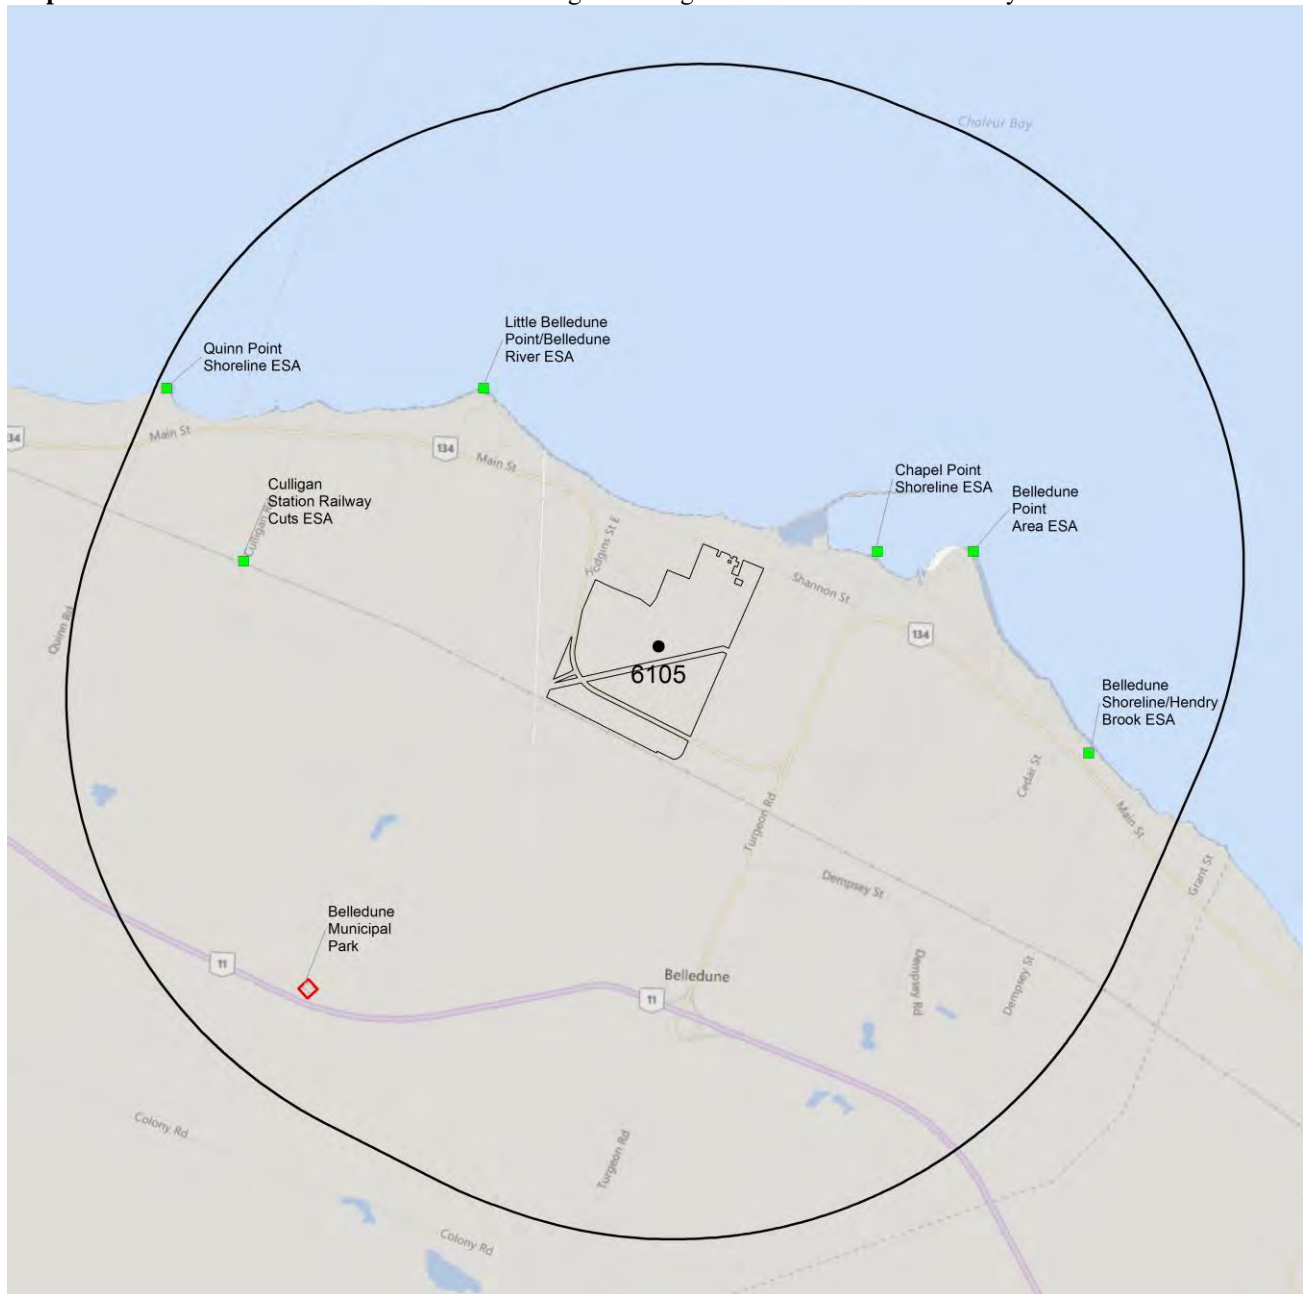 Chaleur Bay
Little Belledune
Point/Belledune
River ESA
Quinn Point
Shoreline ESA
Main St
134
34
Main St
Culligan
Station Railway
Cuts ESA
Chapel Point
Shoreline ESA
Belledune
Point
Area ESA
Hodgins St E
Shannon St
134
Quinn Rd
6105
Belledune
Shoreline/Hendry
Brook ESA
Cedar St
Main St
Turgeon Rd
Grant St
Dempsey St
Belledune
Municipal
Park
11
Belledune
11
Dempsey Rd
Dempsey St
Colony Rd
Turgeon Rd
Colony Rd